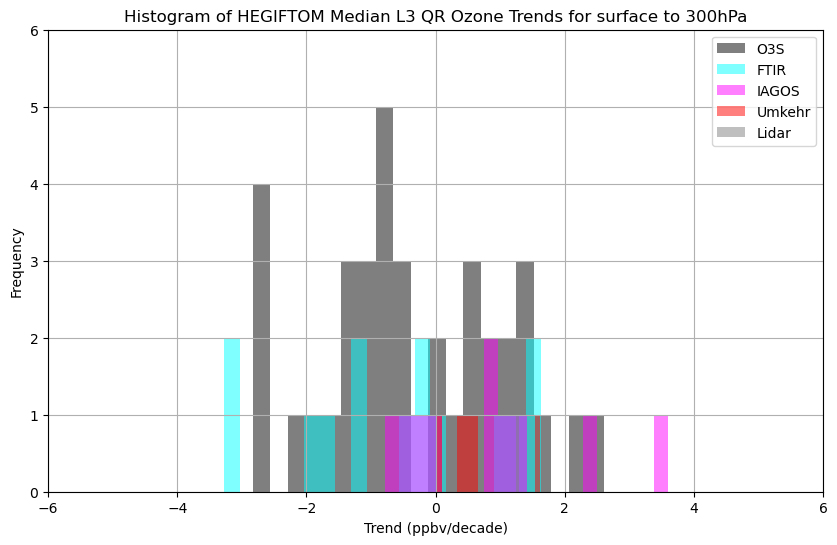 Histogram of HEGIFTOM Median L3 QR Ozone Trends for surface to 300hPa
6
5
4
3
2
1
0
Frequency
O3S
FTIR
IAGOS
Umkehr
Lidar
−6
−4
−2
0
2
4
6
Trend (ppbv/decade)